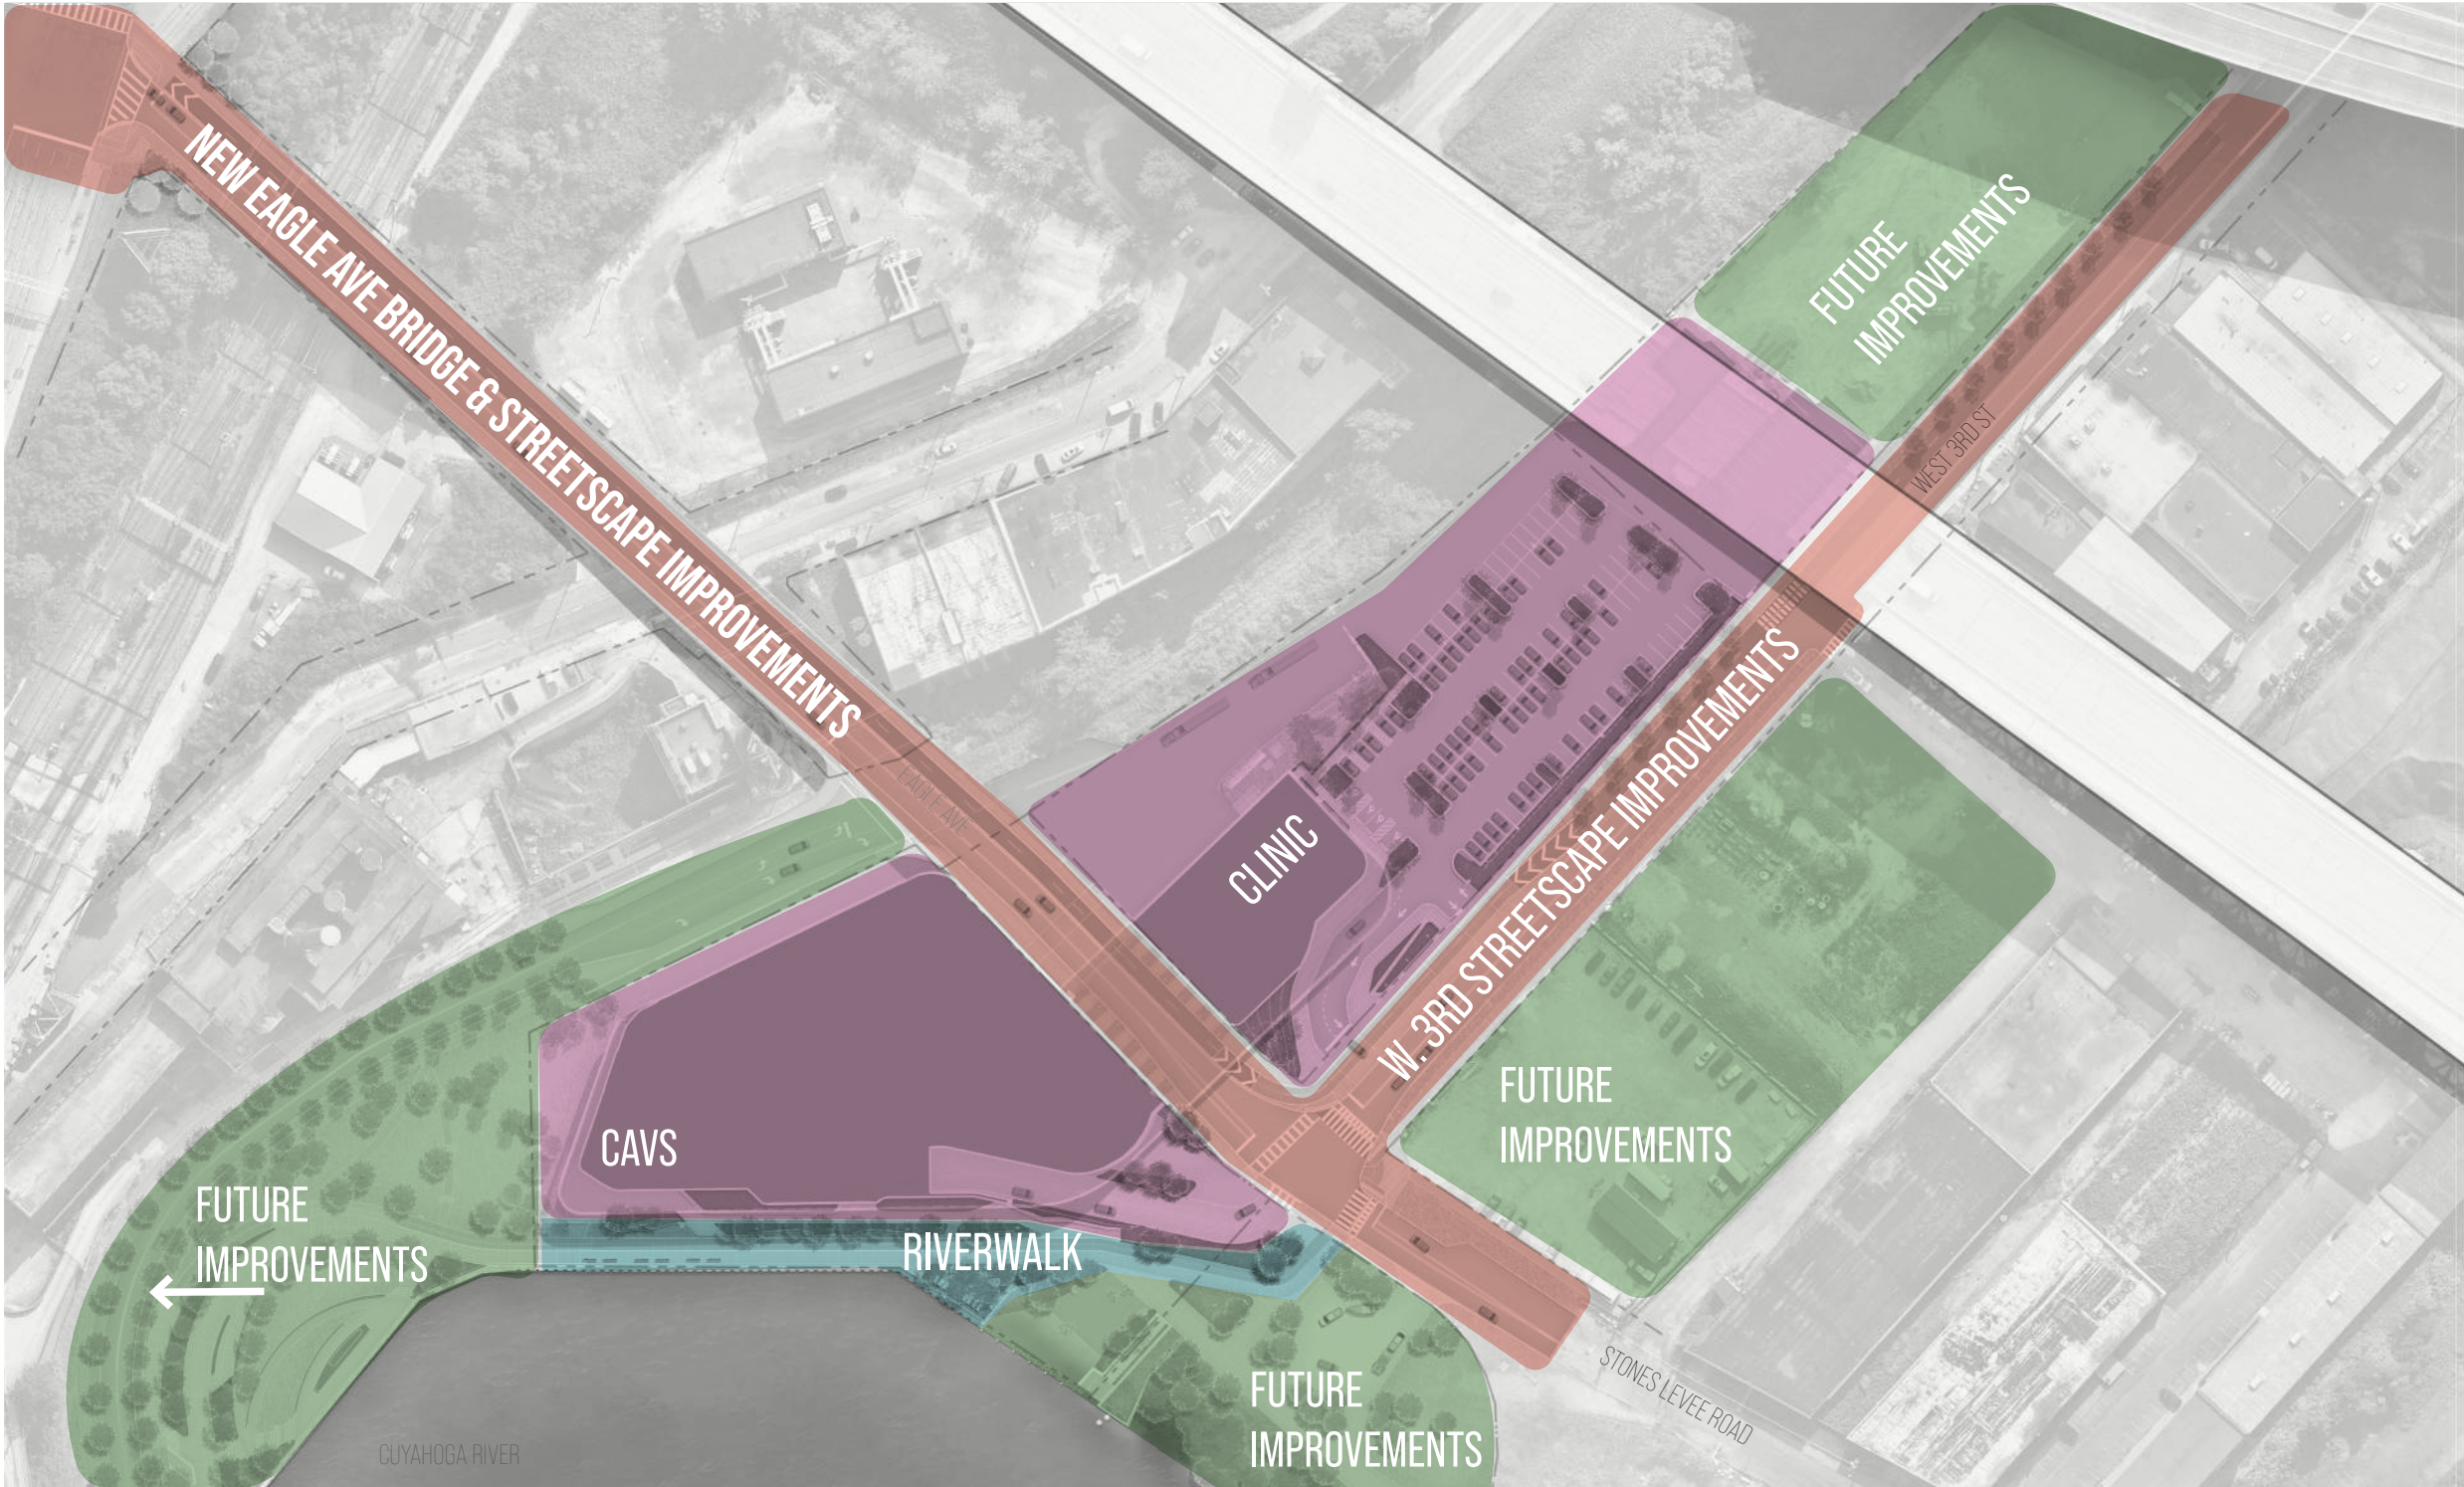 NEW EAGLE AVE BRIDGE & STREETSCAPE IMPROVEMENTS
FUTURE
IMPROVEMENTS
WEST 3RD ST
EAGLE AVE
CLINIC
W. 3RD STREETSCAPE IMPROVEMENTS
FUTURE
IMPROVEMENTS
CAVS
FUTURE
IMPROVEMENTS
RIVERWALK
STONES LEVEE ROAD
FUTURE
IMPROVEMENTS
CUYAHOGA RIVER